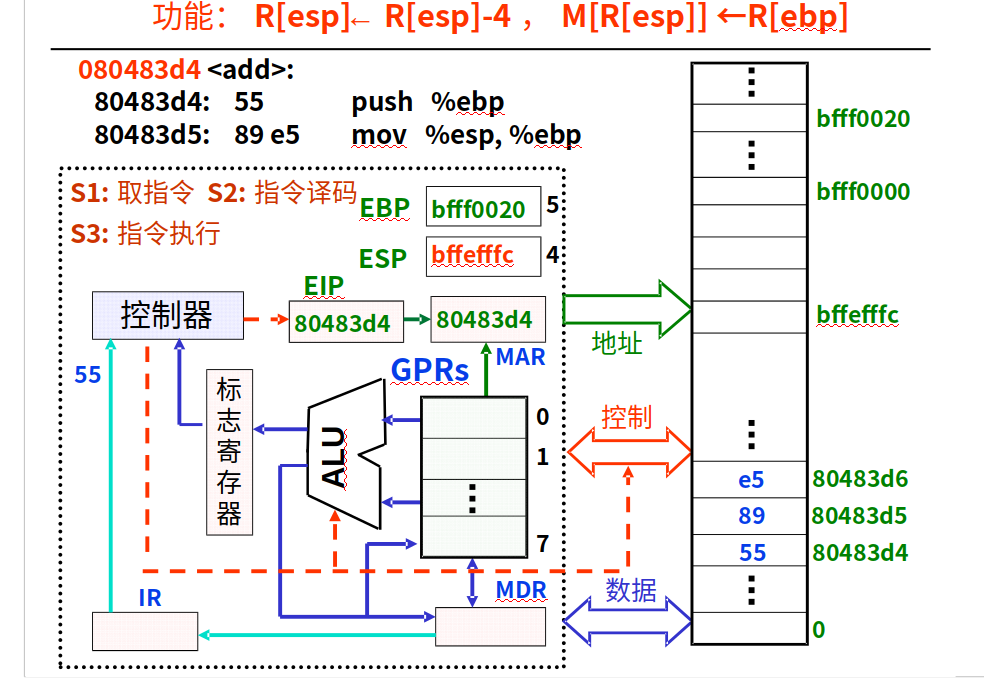 功能： R[esp]← R[esp]-4 ， M[R[esp]] ←R[ebp]
080483d4 <add>:
80483d4: 55 push %ebp
80483d5: 89 e5 mov %esp, %ebp
S1: 取指令 S2: 指令译码
S3: 指令执行
EBP bfff0020 5
ESP bffefffc 4
EIP
控制器
80483d4
80483d4
MAR
55
GPRs
标志寄存器
ALU
0
1
⋮
7
IR
MDR
地址
控制
数据
⋮
bfff0020
⋮
bfff0000
bffefffc
⋮
e5 80483d6
89 80483d5
55 80483d4
⋮
0